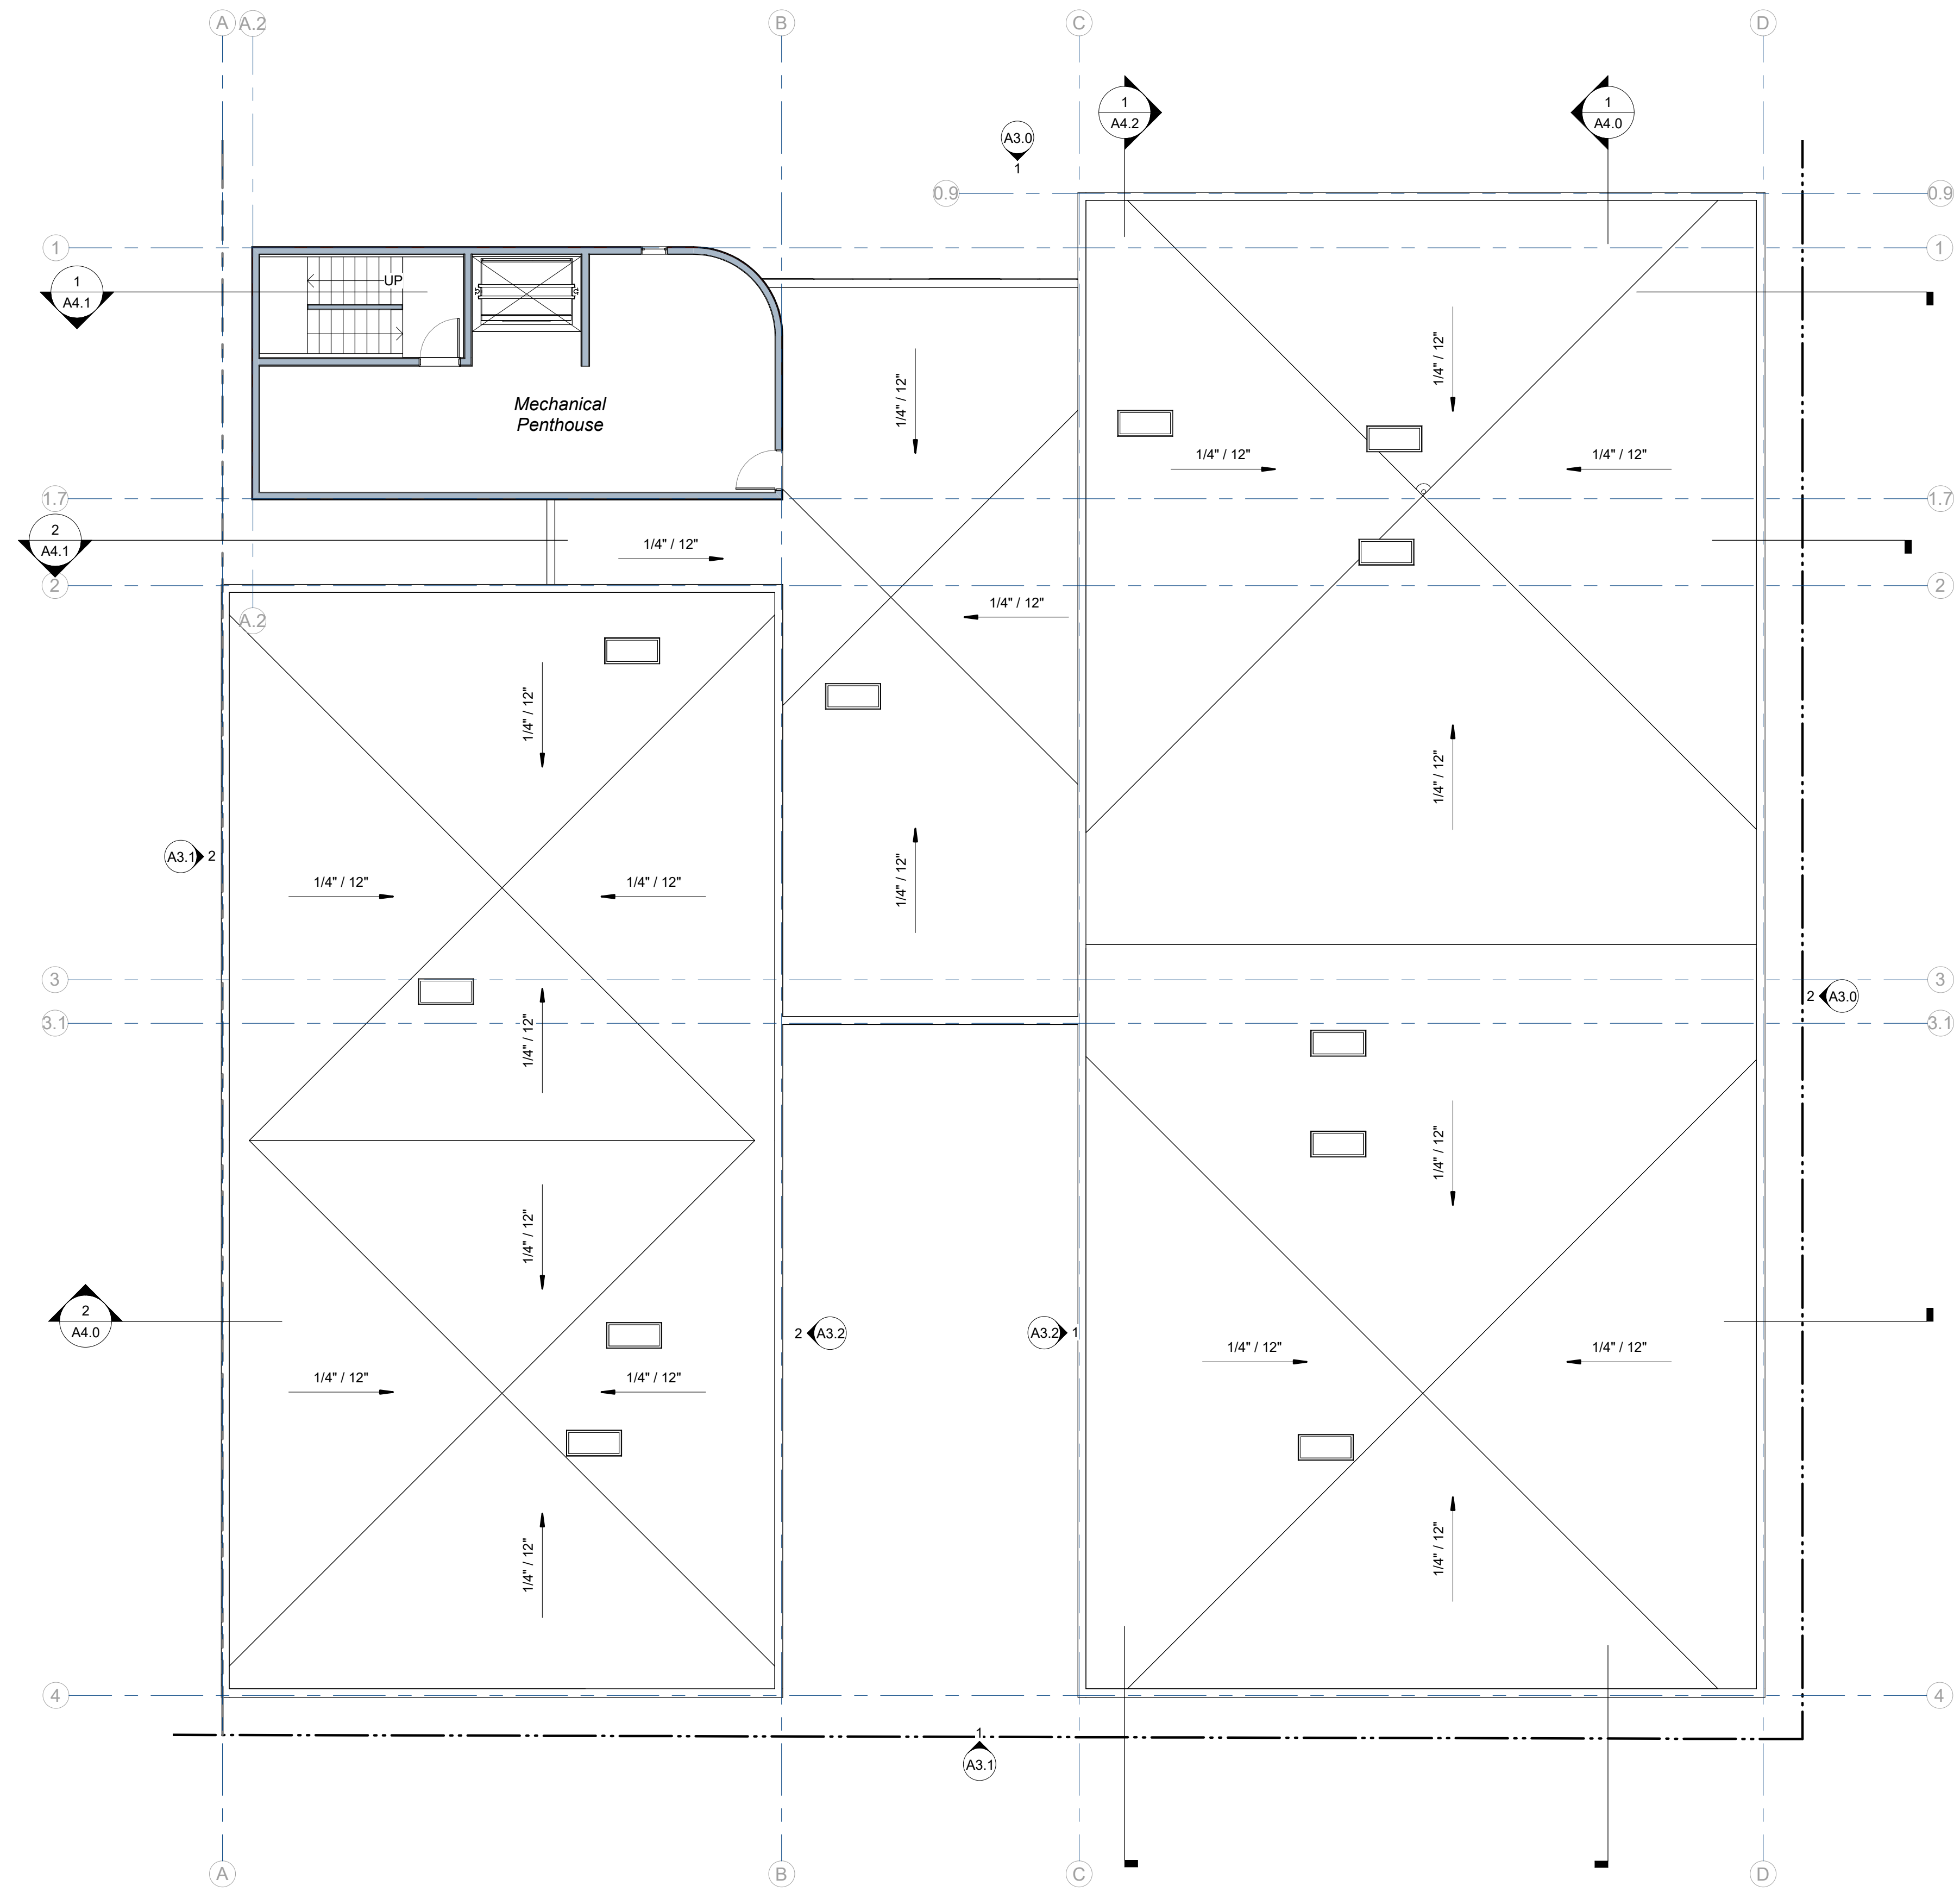 A
A.2
B
C
D
1
A4.2
1
A4.0
A3.0
1
0.9
0.9
1
1
UP
1
A4.1
1/4" / 12"
1/4" / 12"
Mechanical
Penthouse
1/4" / 12"
1/4" / 12"
1.7
1.7
2
A4.1
1/4" / 12"
2
2
1/4" / 12"
A.2
1/4" / 12"
1/4" / 12"
A3.1
2
1/4" / 12"
1/4" / 12"
1/4" / 12"
3
3
2
A3.0
3.1
3.1
1/4" / 12"
1/4" / 12"
1/4" / 12"
2
A4.0
2
A3.2
A3.2
1
1/4" / 12"
1/4" / 12"
1/4" / 12"
1/4" / 12"
1/4" / 12"
1/4" / 12"
4
4
1
A3.1
A
B
C
D